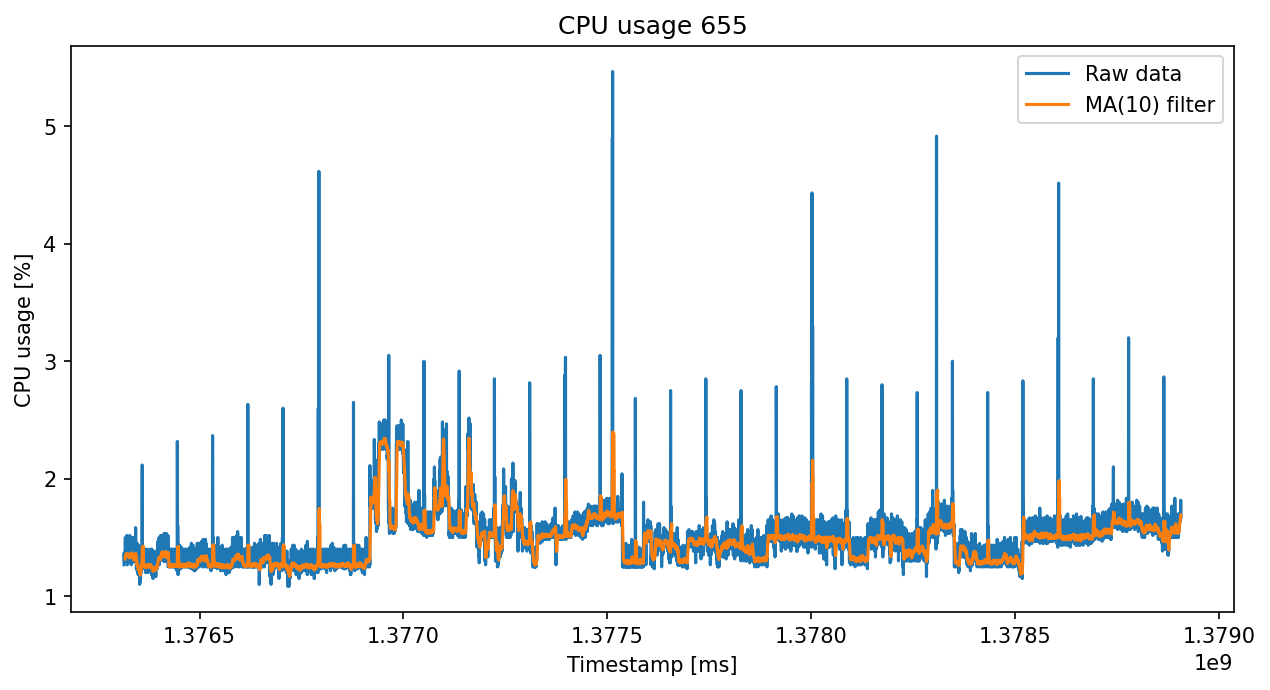 CPU usage 655
Raw data
MA(10) filter
CPU usage [%]
5
4
3
2
1
1.3765 1.3770 1.3775 1.3780 1.3785 1.3790
1e9
Timestamp [ms]